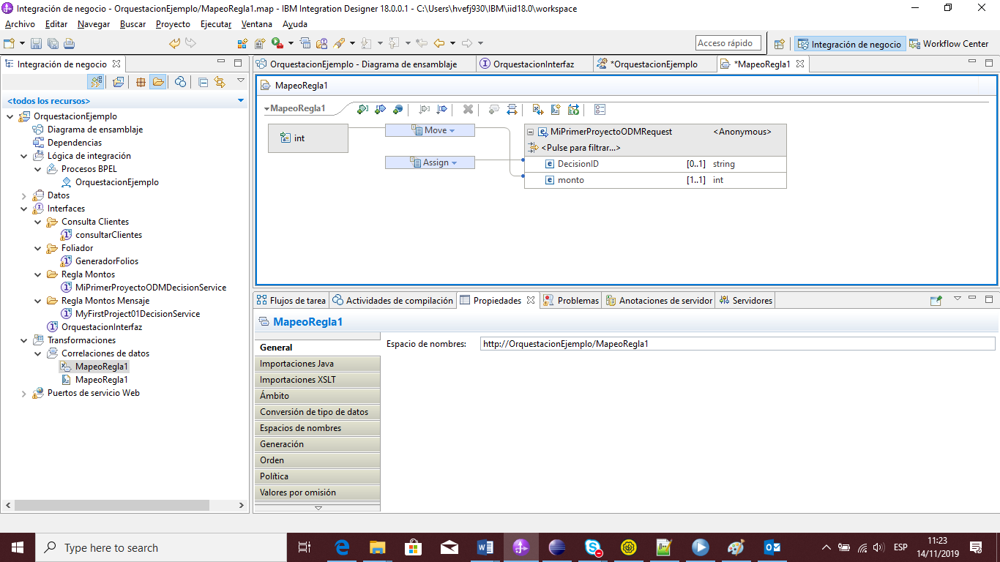 Integración de negocio - OrquestacionEjemplo/MapeoRegla1.map - IBM Integration Designer 18.0.0.1 - C:\Users\hvefj930\IBM\iid18.0\workspace
Archivo Editar Navegar Buscar Proyecto Ejecutar Ventana Ayuda
Acceso rápido Integración de negocio Workflow Center
Integración de negocio
<todos los recursos>
OrquestacionEjemplo
Diagrama de ensamblaje
Dependencias
Lógica de integración
Procesos BPEL
OrquestacionEjemplo
Datos
Interfaces
Consulta Clientes
consultarClientes
Foliador
GeneradorFolios
Regla Montos
MiPrimerProyectoODMDecisionService
Regla Montos Mensaje
MyFirstProject01DecisionService
OrquestacionInterfaz
Transformaciones
Correlaciones de datos
MapeoRegla1
MapeoRegla1
Puertos de servicio Web
OrquestacionEjemplo - Diagrama de ensamblaje OrquestacionInterfaz *OrquestacionEjemplo *MapeoRegla1
MapeoRegla1
MapeoRegla1
int
Move
Assign
MiPrimerProyectoODMRequest <Anonymous>
<Pulse para filtrar...>
DecisionID [0..1] string
monto [1..1] int
Flujos de tarea Actividades de compilación Propiedades Problemas Anotaciones de servidor Servidores
MapeoRegla1
General
Importaciones Java
Importaciones XSLT
Ámbito
Conversión de tipo de datos
Espacios de nombres
Generación
Orden
Política
Valores por omisión
Espacio de nombres: http://OrquestacionEjemplo/MapeoRegla1
Type here to search
ESP
11:23
14/11/2019